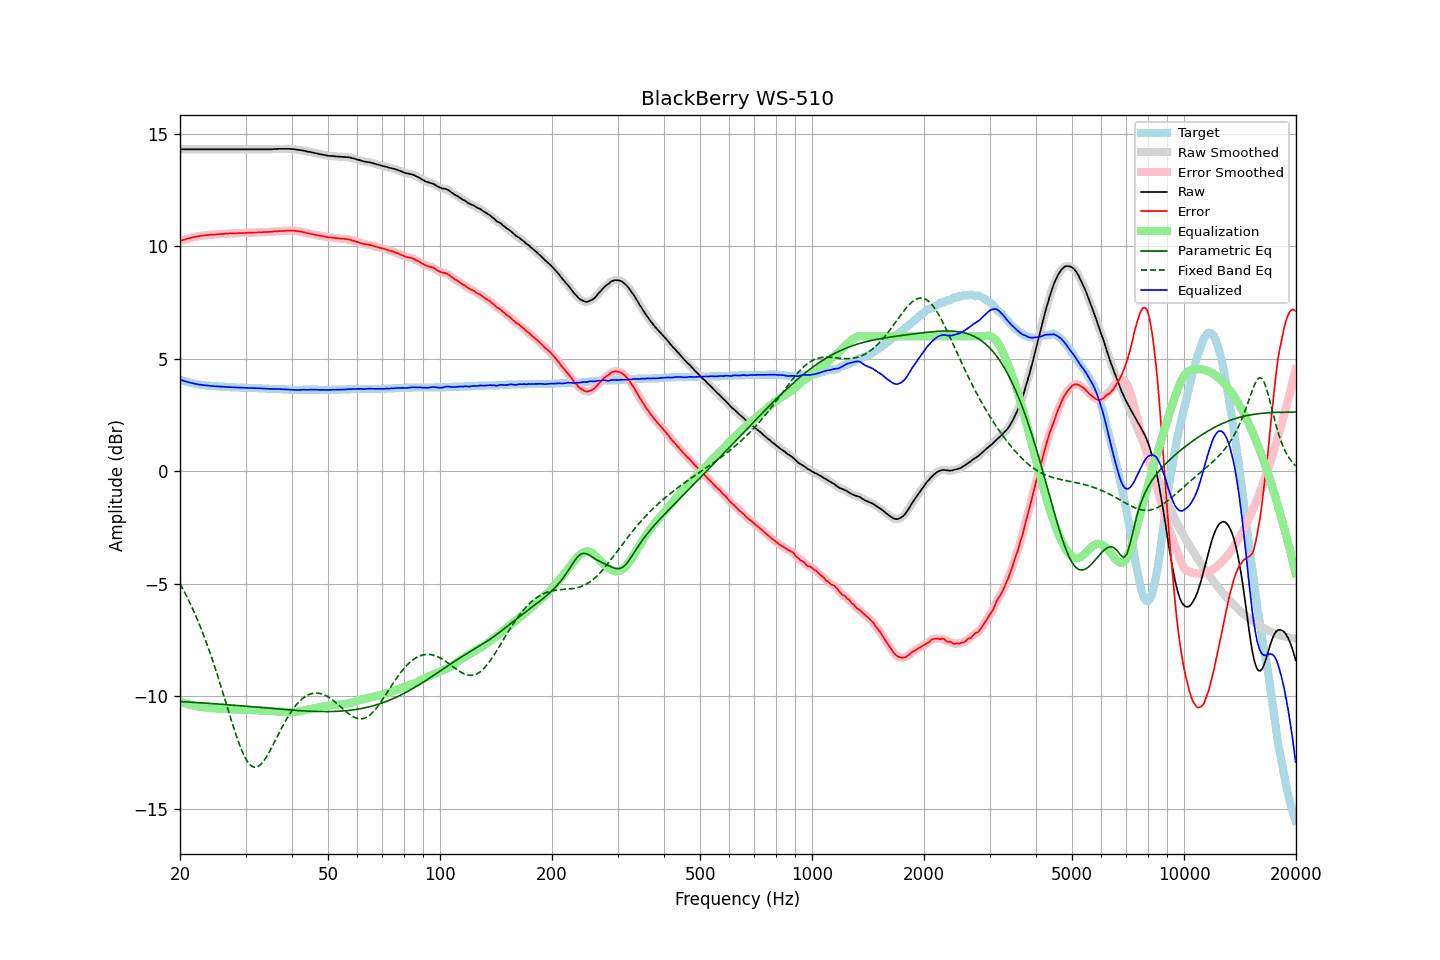 BlackBerry WS-510
Amplitude (dBr)
15
10
5
0
−5
−10
−15
Target
Raw Smoothed
Error Smoothed
Raw
Error
Equalization
Parametric Eq
Fixed Band Eq
Equalized
20 50 100 200 500 1000 2000 5000 10000 20000
Frequency (Hz)